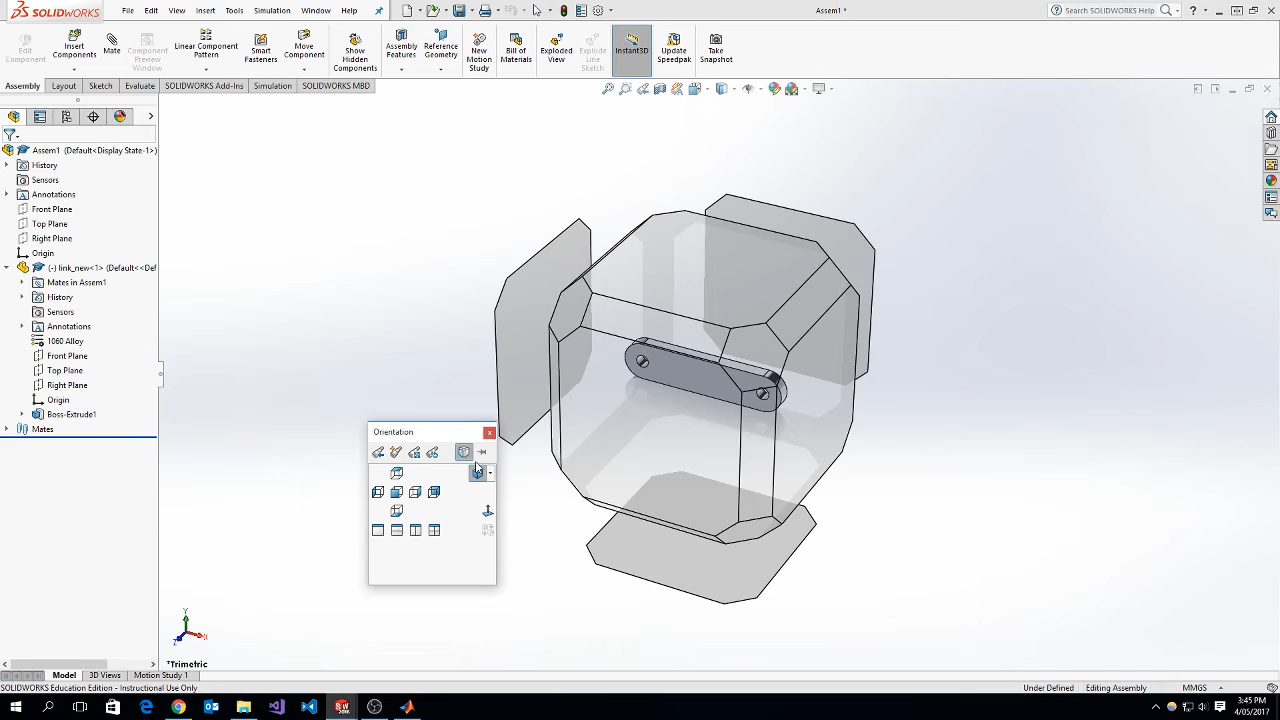 SOLIDWORKS
File Edit View Insert Tools Simulation Window Help
Assem1 *
Search SOLIDWORKS Help
Edit Component
Insert Components
Mate
Component Preview Window
Linear Component Pattern
Smart Fasteners
Move Component
Show Hidden Components
Assembly Features
Reference Geometry
New Motion Study
Bill of Materials
Exploded View
Explode Line Sketch
Instant3D
Update Speedpak
Take Snapshot
Assembly Layout Sketch Evaluate SOLIDWORKS Add-Ins Simulation SOLIDWORKS MBD
Assem1 (Default<Display State-1>)
History
Sensors
Annotations
Front Plane
Top Plane
Right Plane
Origin
(-) link_new<1> (Default<<Def
Mates in Assem1
History
Sensors
Annotations
1060 Alloy
Front Plane
Top Plane
Right Plane
Origin
Boss-Extrude1
Mates
Orientation
Y
X
Z
*Trimetric
Model 3D Views Motion Study 1
SOLIDWORKS Education Edition - Instructional Use Only
Under Defined Editing Assembly MMGS
3:45 PM
4/05/2017